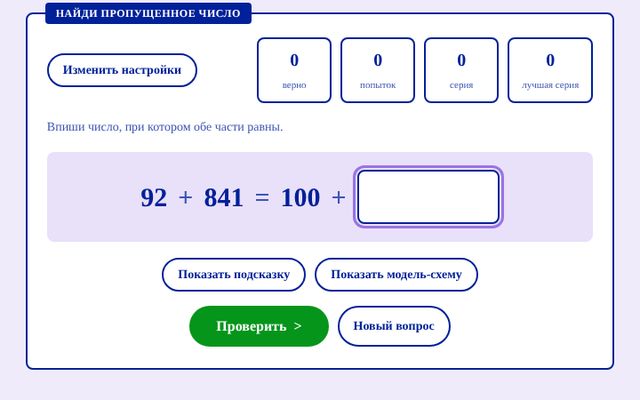 НАЙДИ ПРОПУЩЕННОЕ ЧИСЛО
Изменить настройки
0
верно
0
попыток
0
серия
0
лучшая серия
Впиши число, при котором обе части равны.
92 + 841 = 100 +
Показать подсказку
Показать модель-схему
Проверить >
Новый вопрос